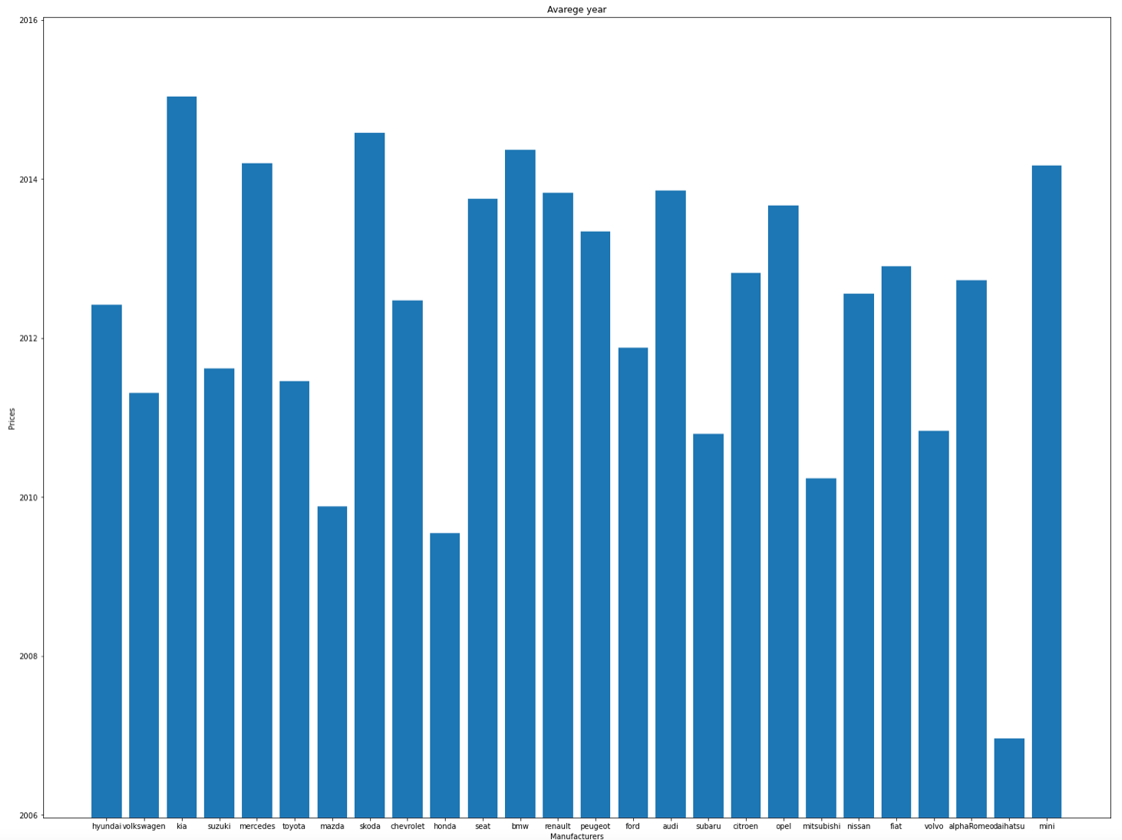 Avarege year
2016
2014
2012
2010
2008
2006
Prices
hyundai volkswagen kia suzuki mercedes toyota mazda skoda chevrolet honda seat bmw renault peugeot ford audi subaru citroen opel mitsubishi nissan fiat volvo alphaRomeo daihatsu mini
Manufacturers